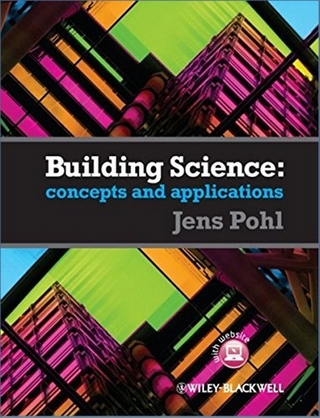 Building Science:
concepts and applications
Jens Pohl
with website
WILEY-BLACKWELL